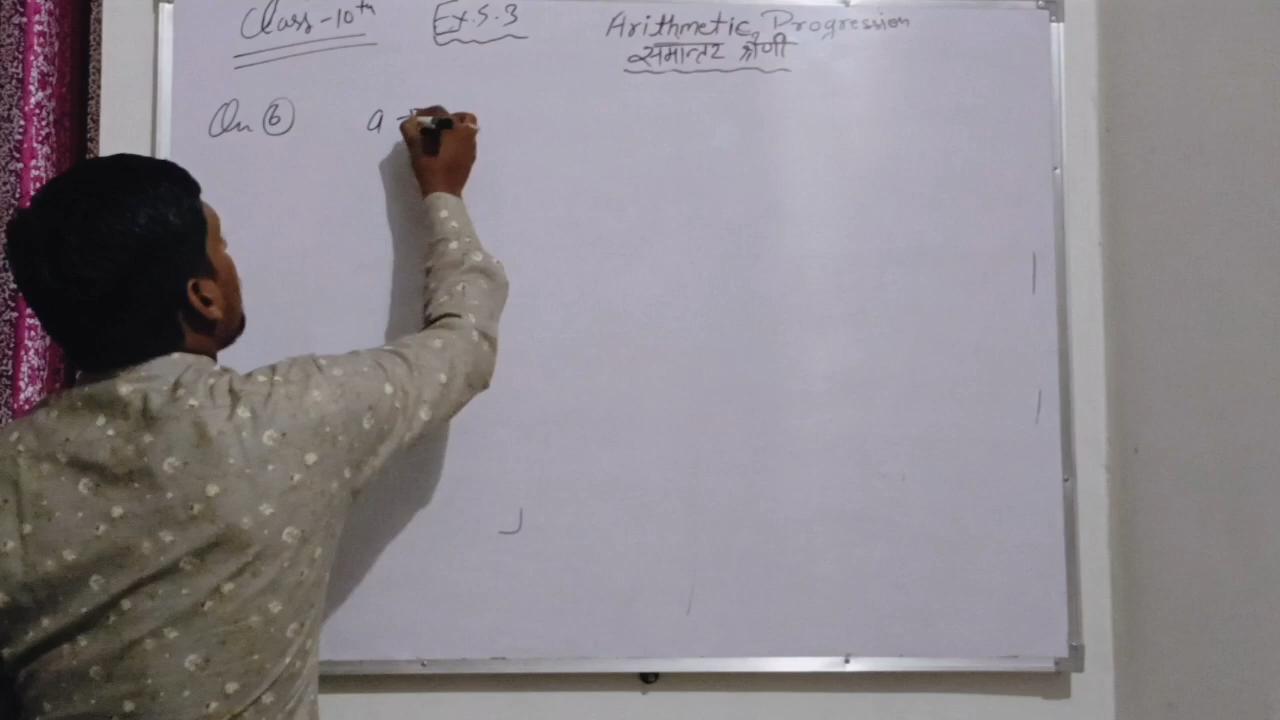 Class-10th Ex.5.3 Arithmetic Progression
समान्तर श्रेणी
Qn 6 a =